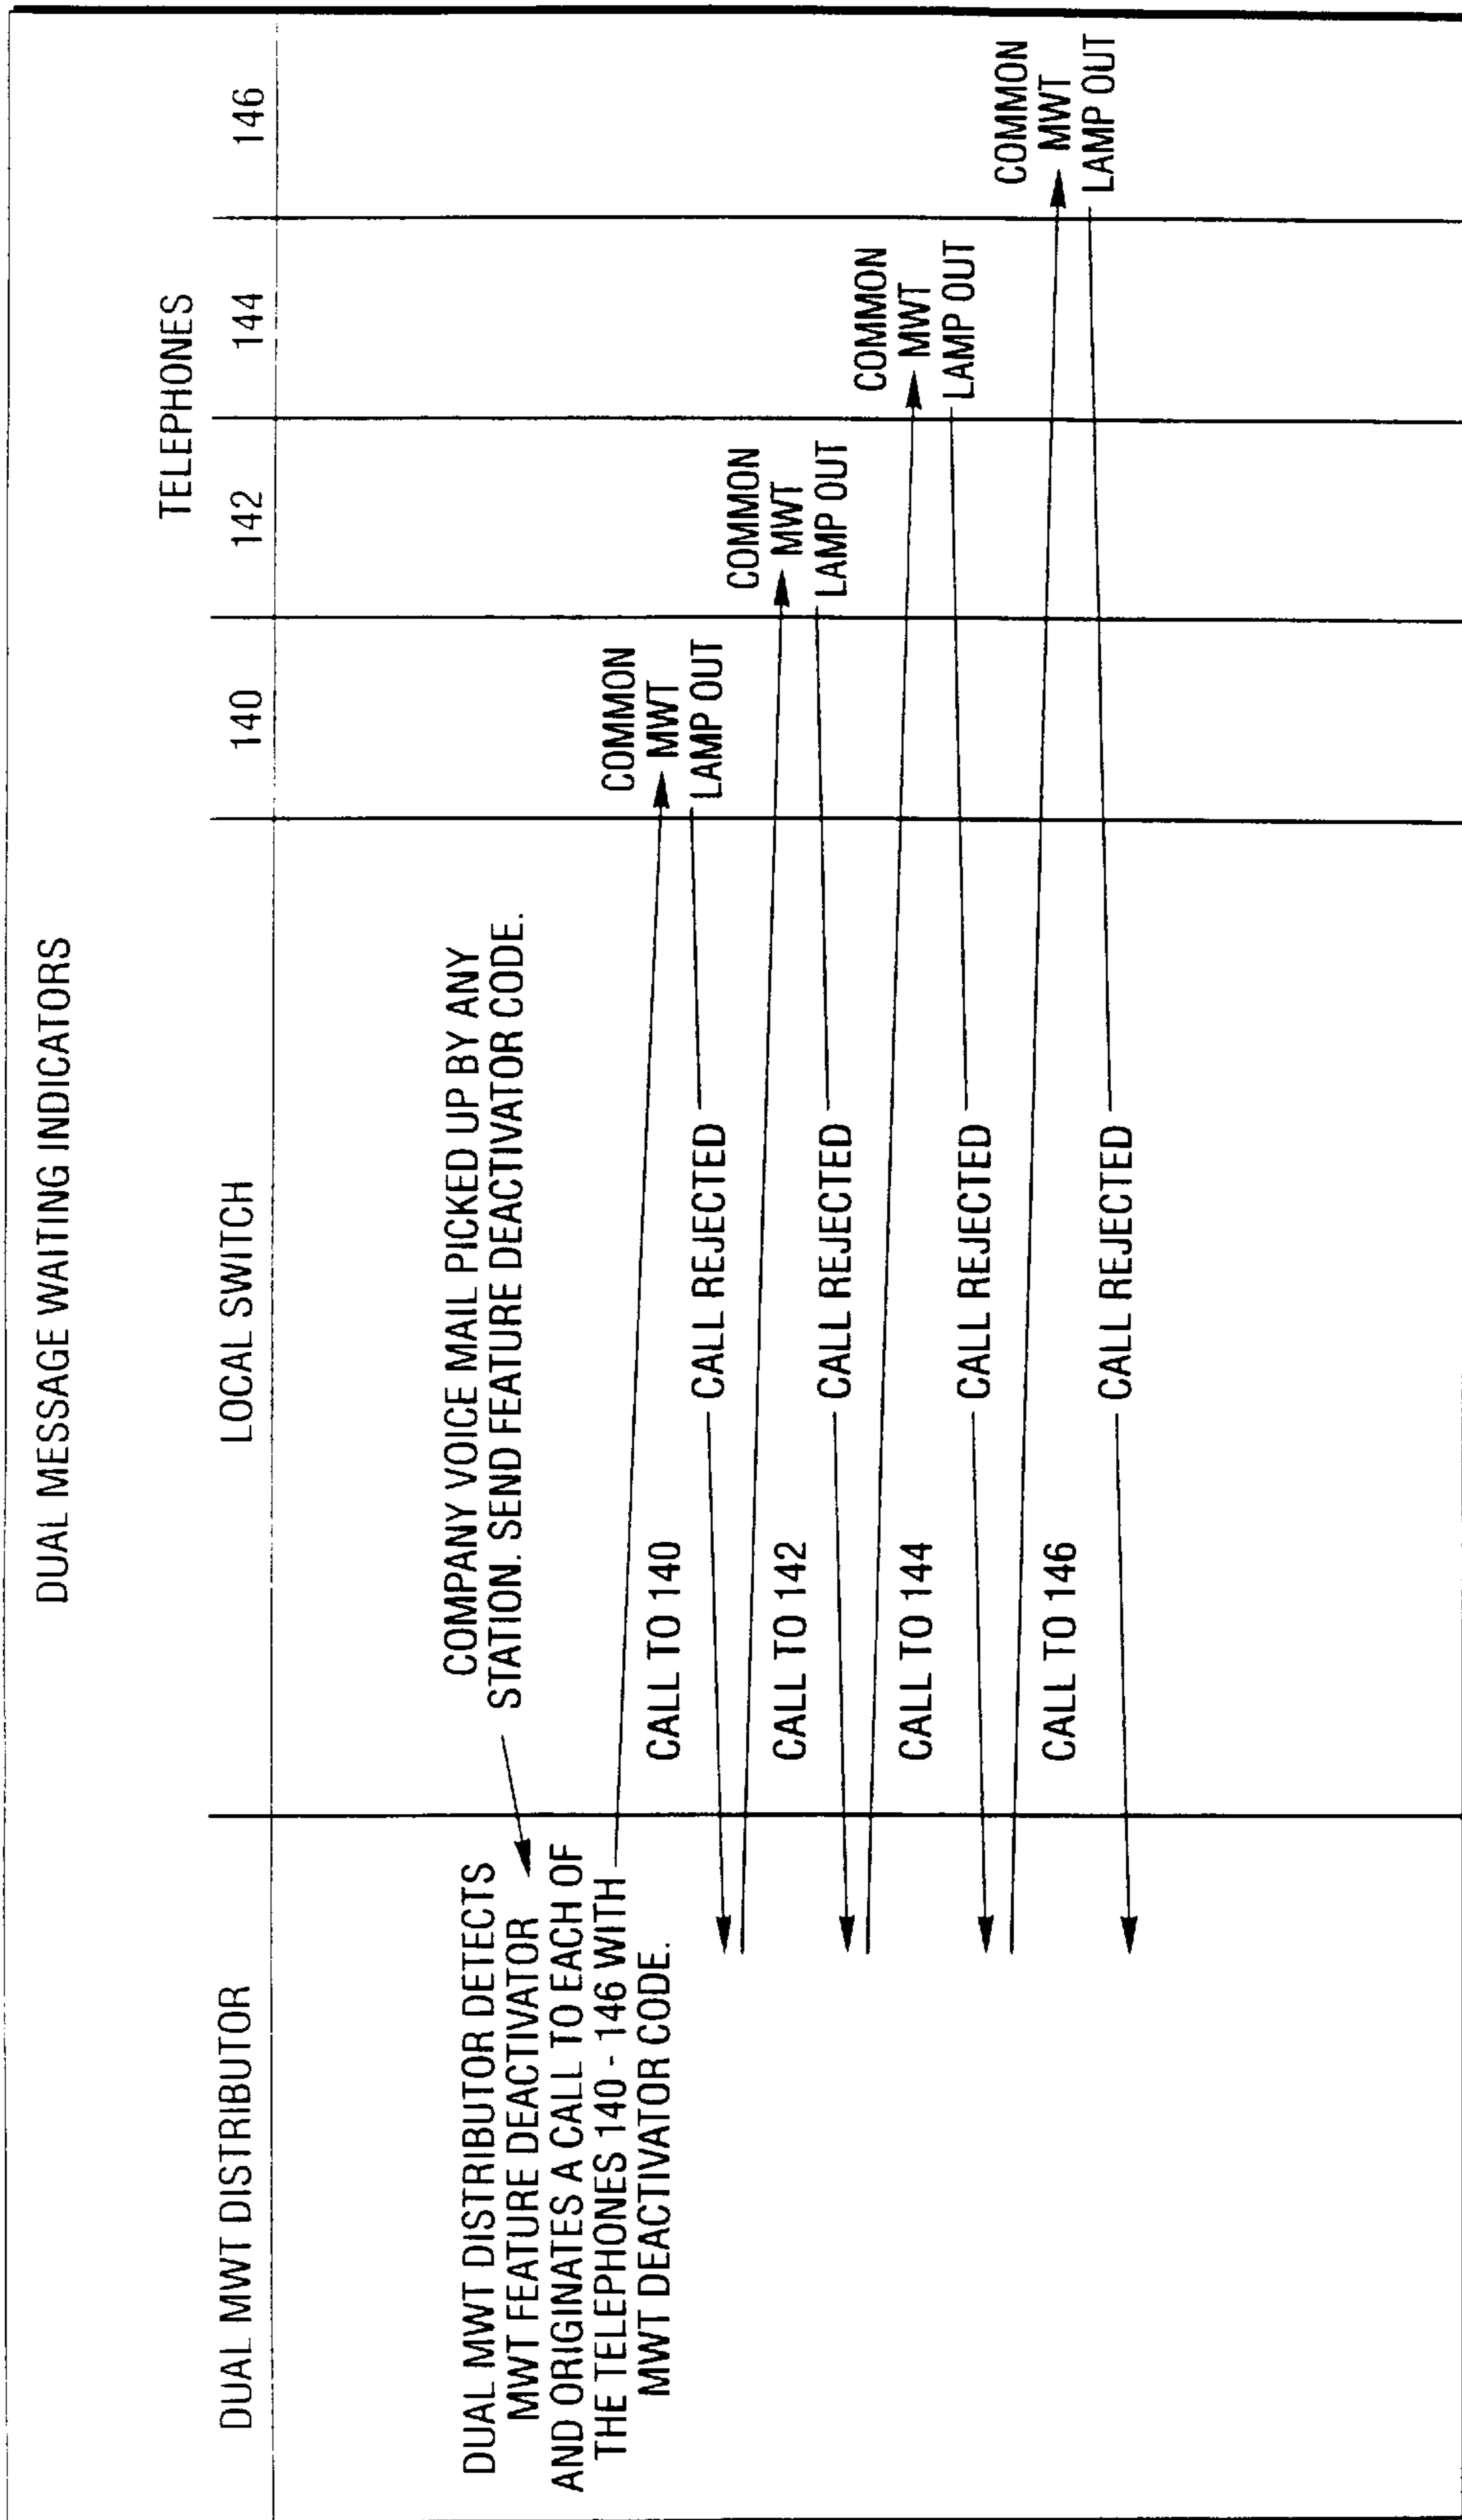 DUAL MESSAGE WAITING INDICATORS
DUAL MWT DISTRIBUTOR
LOCAL SWITCH
TELEPHONES
140
142
144
146
COMPANY VOICE MAIL PICKED UP BY ANY
STATION. SEND FEATURE DEACTIVATOR CODE.
DUAL MWT DISTRIBUTOR DETECTS
MWT FEATURE DEACTIVATOR
AND ORIGINATES A CALL TO EACH OF
THE TELEPHONES 140 - 146 WITH
MWT DEACTIVATOR CODE.
COMMON
MWT
LAMP OUT
CALL TO 140
CALL REJECTED
COMMON
MWT
LAMP OUT
CALL TO 142
CALL REJECTED
COMMON
MWT
LAMP OUT
CALL TO 144
CALL REJECTED
COMMON
MWT
LAMP OUT
CALL TO 146
CALL REJECTED